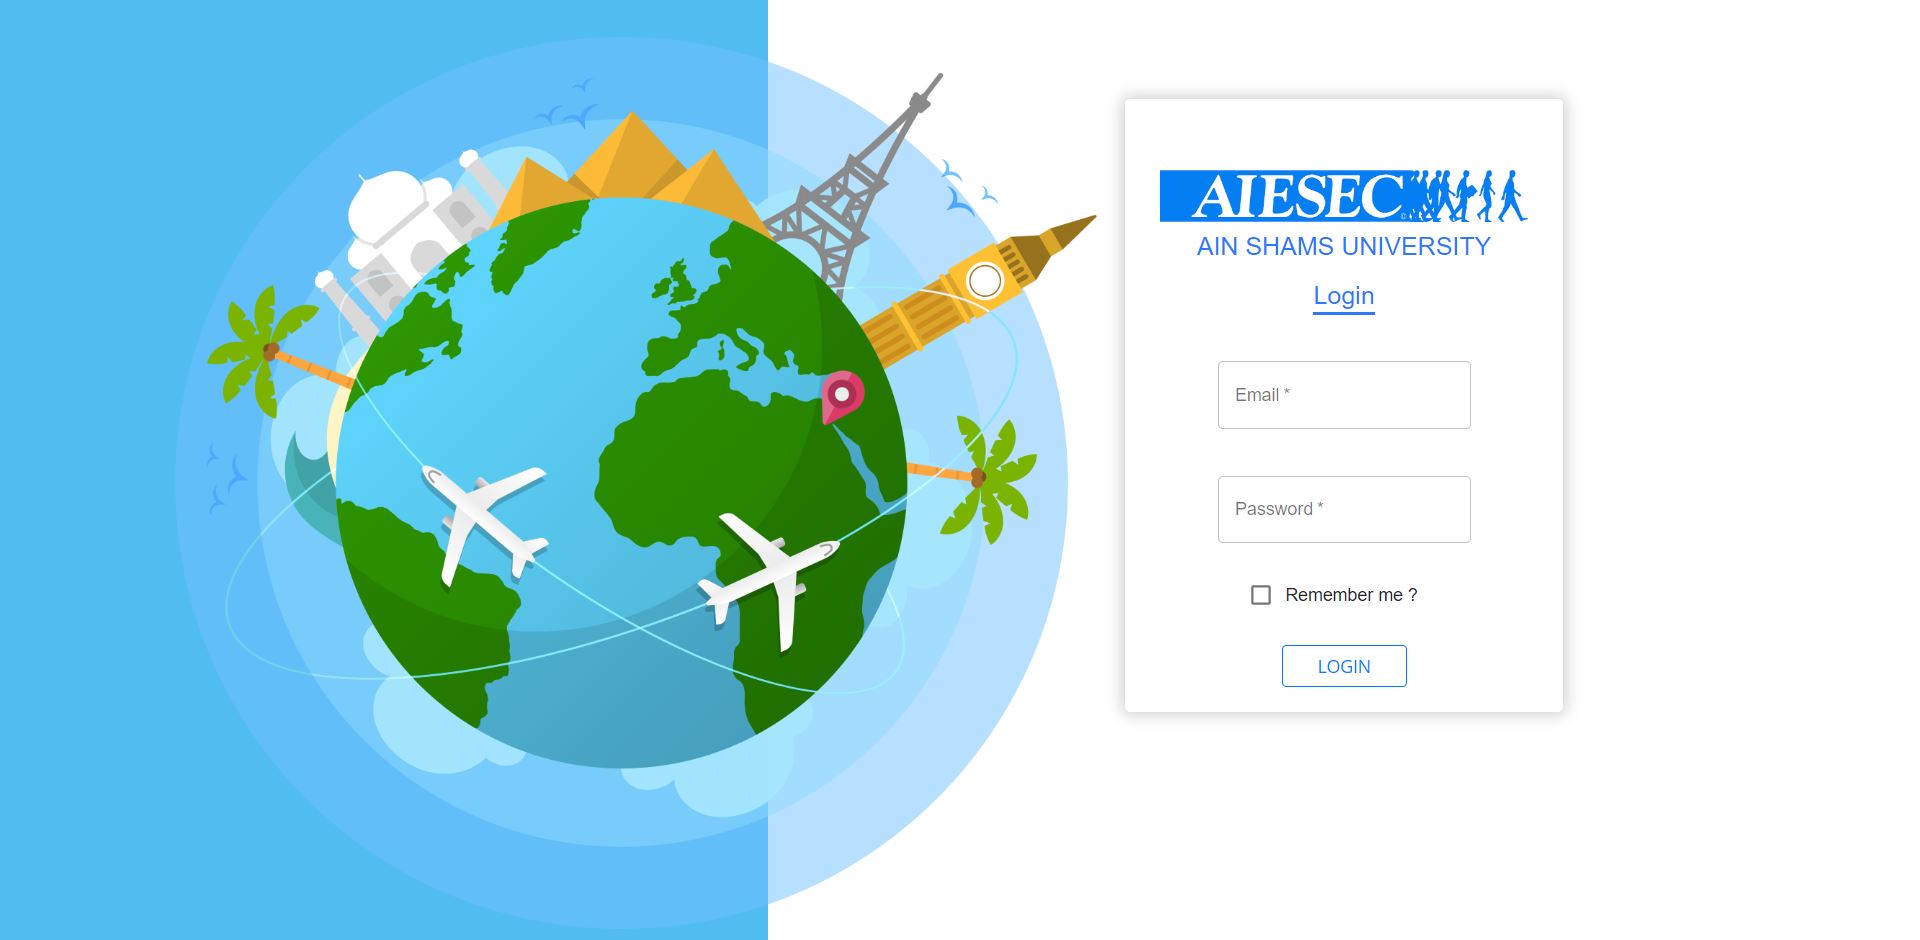 AIESEC
AIN SHAMS UNIVERSITY
Login
Email *
Password *
Remember me ?
LOGIN